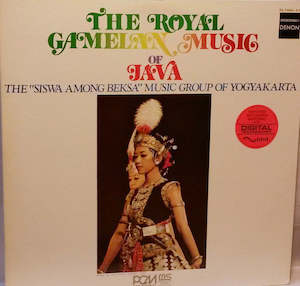 DENON
THE ROYAL
GAMELAN MUSIC
OF
JAVA
THE "SISWA AMONG BEKSA" MUSIC GROUP OF YOGYAKARTA
DIGITAL
PCM